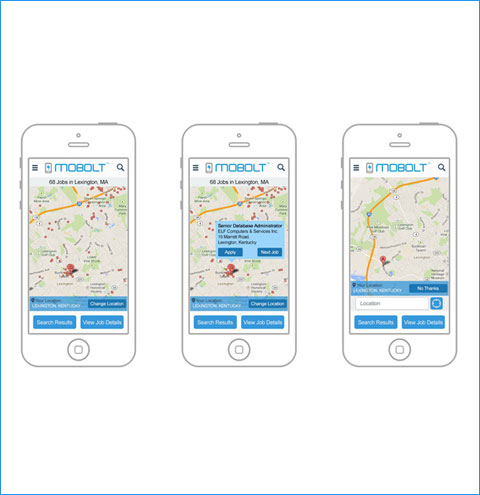 MOBOLT
68 Jobs in Lexington, MA
Your Location:
LEXINGTON, KENTUCKY
Change Location
Search Results
View Job Details
MOBOLT
68 Jobs in Lexington, MA
Senior Database Administrator
ELF Computers & Services Inc.
16 Marrett Road
Lexington, Kentucky
Apply
Next Job
Your Location:
LEXINGTON, KENTUCKY
Change Location
Search Results
View Job Details
MOBOLT
Your Location:
LEXINGTON, KENTUCKY
No Thanks
Location
Search Results
View Job Details